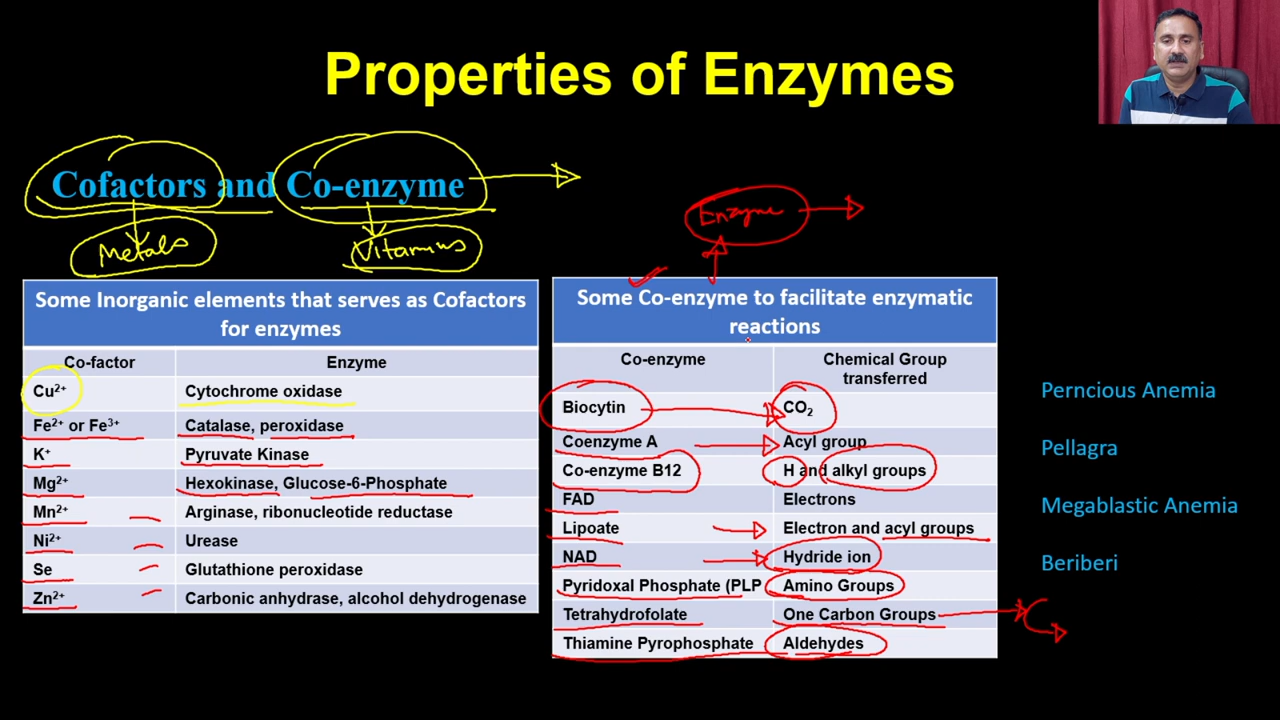 Properties of Enzymes
Cofactors and Co-enzyme
Metals
Vitamins
Enzyme
Some Inorganic elements that serves as Cofactors
for enzymes
Co-factor Enzyme
Cu2+ Cytochrome oxidase
Fe2+ or Fe3+ Catalase, peroxidase
K+ Pyruvate Kinase
Mg2+ Hexokinase, Glucose-6-Phosphate
Mn2+ Arginase, ribonucleotide reductase
Ni2+ Urease
Se Glutathione peroxidase
Zn2+ Carbonic anhydrase, alcohol dehydrogenase
Some Co-enzyme to facilitate enzymatic
reactions
Co-enzyme Chemical Group
transferred
Biocytin CO2
Coenzyme A Acyl group
Co-enzyme B12 H and alkyl groups
FAD Electrons
Lipoate Electron and acyl groups
NAD Hydride ion
Pyridoxal Phosphate (PLP Amino Groups
Tetrahydrofolate One Carbon Groups
Thiamine Pyrophosphate Aldehydes
Perncious Anemia
Pellagra
Megablastic Anemia
Beriberi